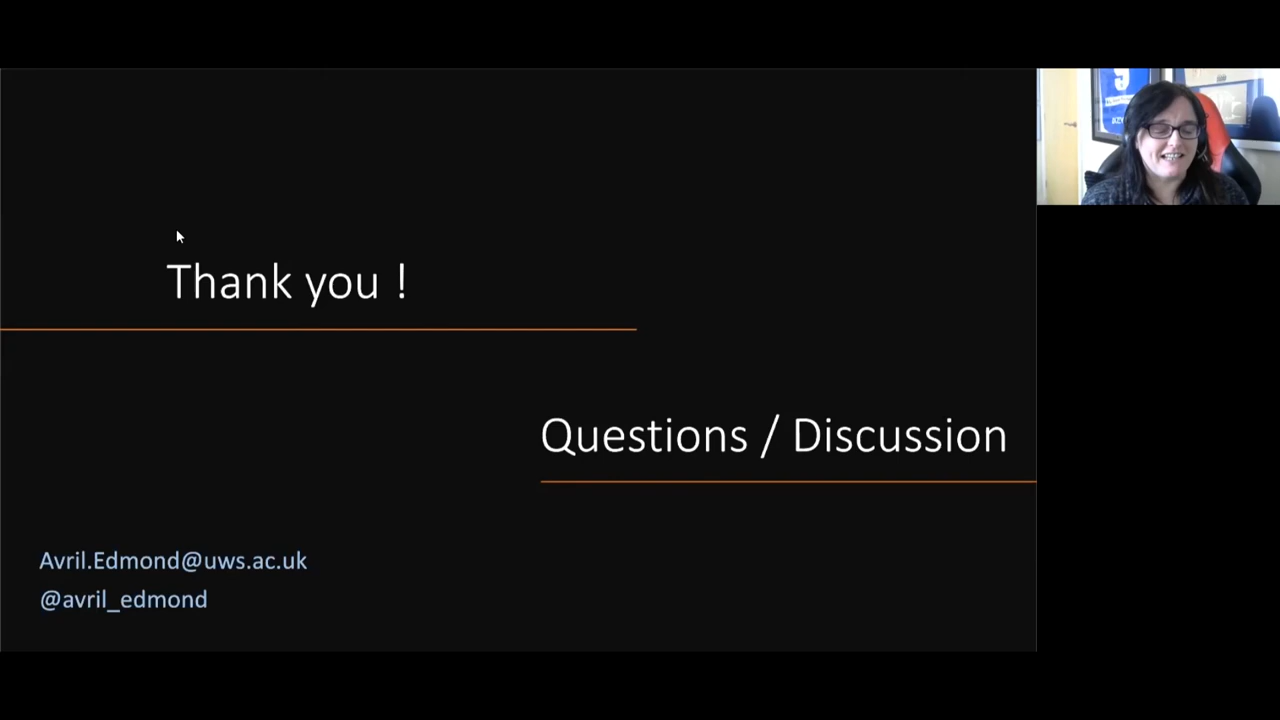 Thank you !
Questions / Discussion
Avril.Edmond@uws.ac.uk
@avril_edmond